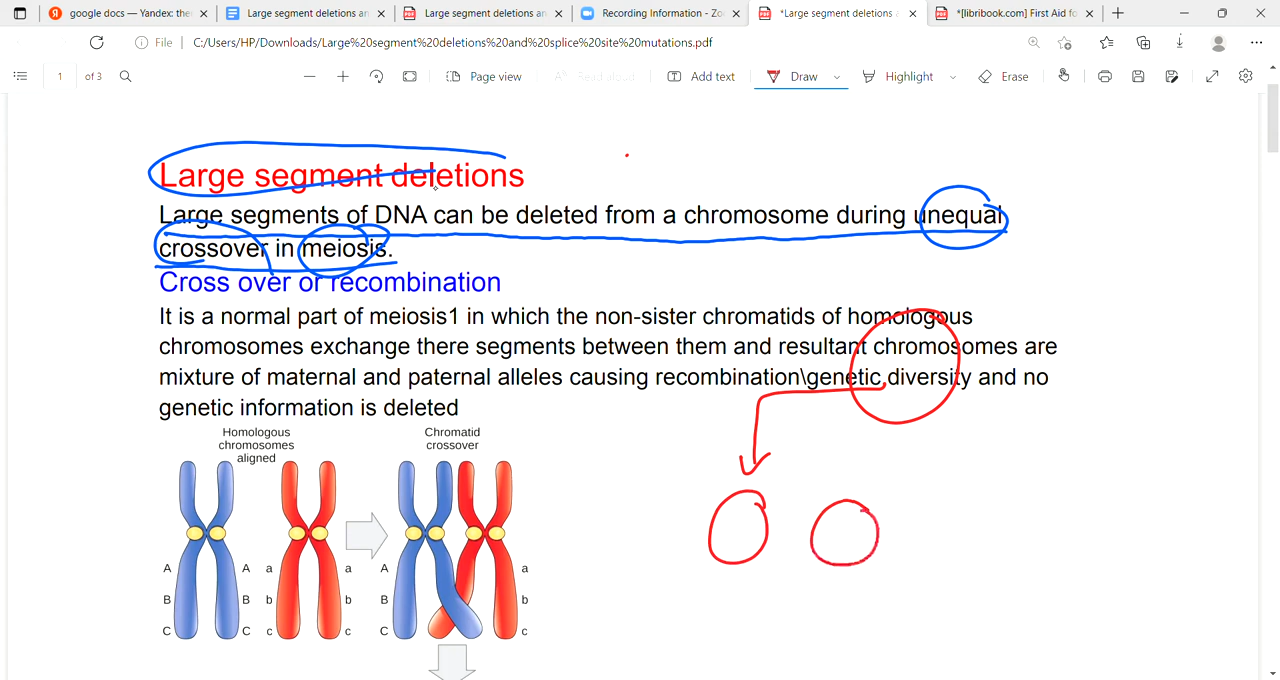 google docs — Yandex: the
Large segment deletions an
Large segment deletions an
Recording Information - Zo
*Large segment deletions a
*[libribook.com] First Aid fo
File
C:/Users/HP/Downloads/Large%20segment%20deletions%20and%20splice%20site%20mutations.pdf
1 of 3
Page view
Read aloud
Add text
Draw
Highlight
Erase
Large segment deletions
Large segments of DNA can be deleted from a chromosome during unequal
crossover in meiosis.
Cross over or recombination
It is a normal part of meiosis1 in which the non-sister chromatids of homologous
chromosomes exchange there segments between them and resultant chromosomes are
mixture of maternal and paternal alleles causing recombination\genetic diversity and no
genetic information is deleted
Homologous
chromosomes
aligned
Chromatid
crossover
A A a a A a
B B b b B b
C C c c C c